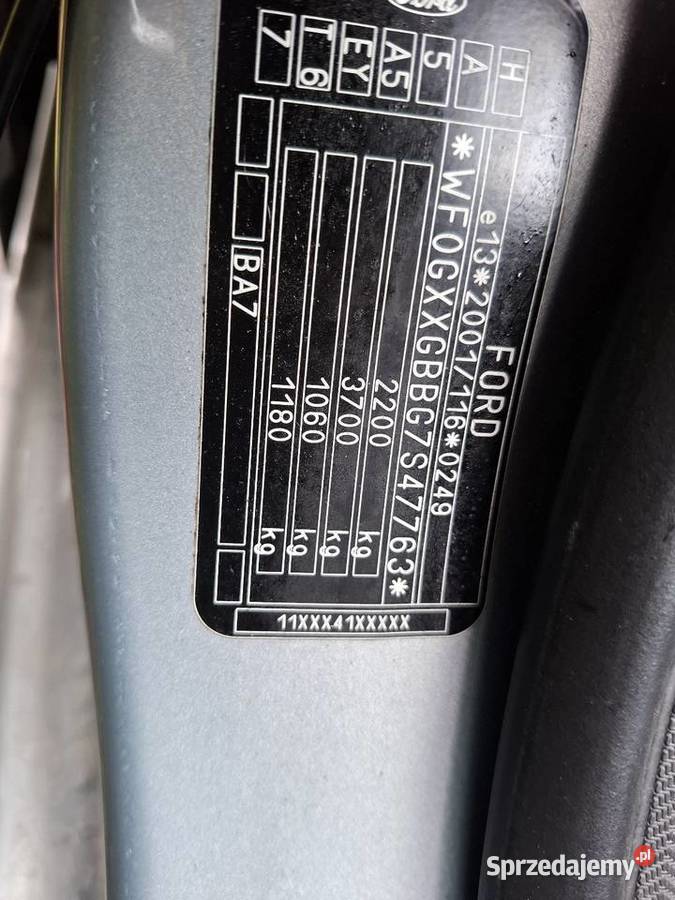 Ford
FORD
e13*2001/116*0249
*WF0GXXGBBG7S47763*
2200 kg
3700 kg
1060 kg
1180 kg
BA7
H
A
5
A5
EY
T 6
7
11XXX41XXXXX
Sprzedajemy.pl